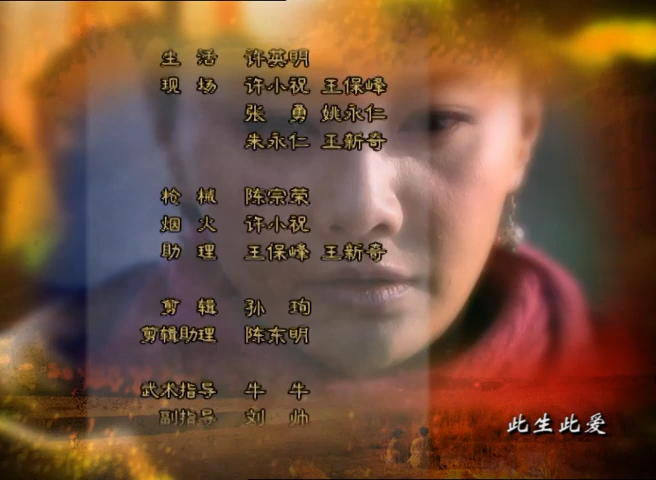 生 活 许英明
现 场 许小祝 王保峰
张 勇 姚永仁
朱永仁 王新奇
枪 械 陈宗荣
烟 火 许小祝
助 理 王保峰 王新奇
剪 辑 孙 珣
剪辑助理 陈东明
武术指导 牛 牛
副指导 刘 帅
此生此爱